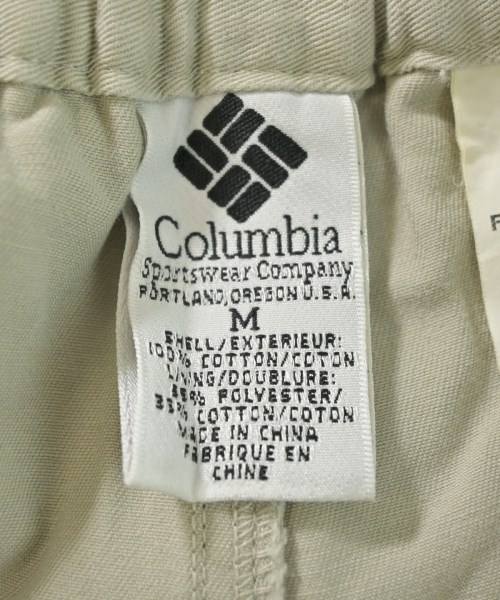 Columbia
Sportswear Company
PORTLAND, OREGON U.S.A.
M
SHELL/EXTERIEUR:
100% COTTON/COTON
LINING/DOUBLURE:
65% POLYESTER/
35% COTTON/COTON
MADE IN CHINA
FABRIQUE EN
CHINE